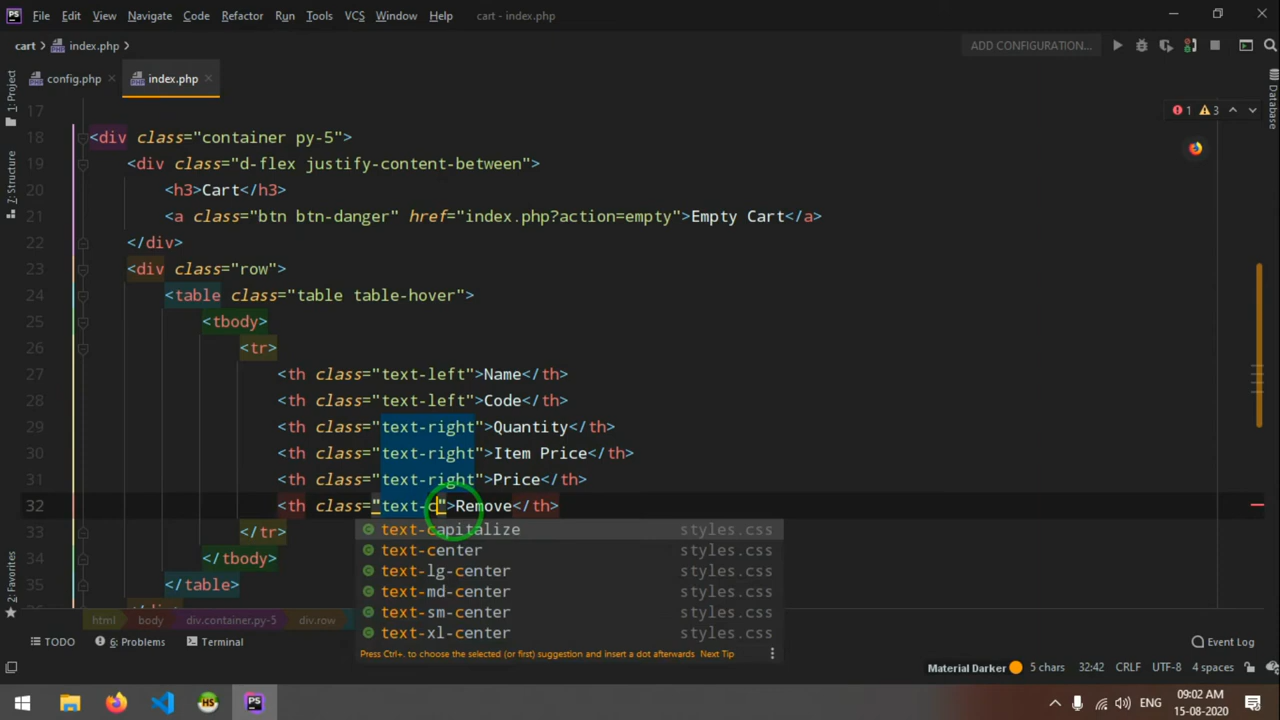 PS File Edit View Navigate Code Refactor Run Tools VCS Window Help cart - index.php
cart index.php ADD CONFIGURATION...
config.php index.php
1: Project
Z: Structure
2: Favorites
Database
1 3
17
18 <div class="container py-5">
19 <div class="d-flex justify-content-between">
20 <h3>Cart</h3>
21 <a class="btn btn-danger" href="index.php?action=empty">Empty Cart</a>
22 </div>
23 <div class="row">
24 <table class="table table-hover">
25 <tbody>
26 <tr>
27 <th class="text-left">Name</th>
28 <th class="text-left">Code</th>
29 <th class="text-right">Quantity</th>
30 <th class="text-right">Item Price</th>
31 <th class="text-right">Price</th>
32 <th class="text-c">Remove</th>
33 </tr>
34 </tbody>
35 </table>
text-capitalize styles.css
text-center styles.css
text-lg-center styles.css
text-md-center styles.css
text-sm-center styles.css
text-xl-center styles.css
Press Ctrl+. to choose the selected (or first) suggestion and insert a dot afterwards Next Tip
html body div.container.py-5 div.row
TODO 6: Problems Terminal Event Log
Material Darker 5 chars 32:42 CRLF UTF-8 4 spaces
HS PS ENG 09:02 AM
15-08-2020